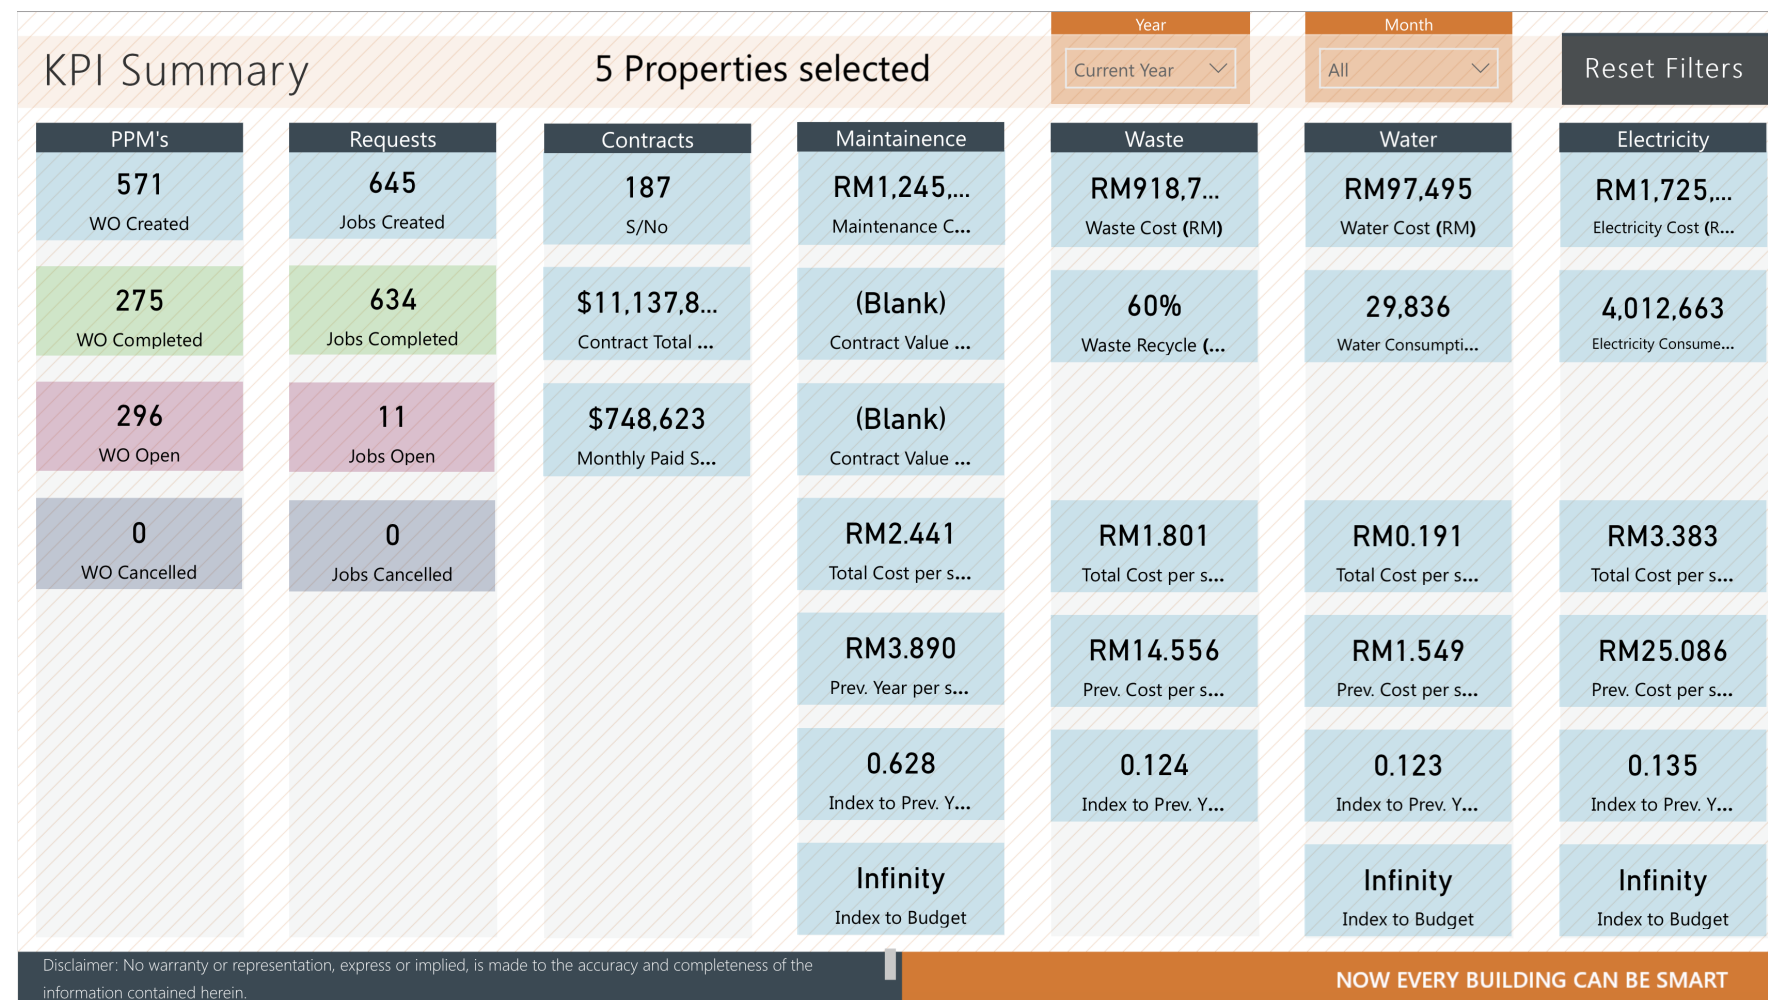 KPI Summary
5 Properties selected
Year
Current Year
Month
All
Reset Filters
PPM's
571
WO Created
275
WO Completed
296
WO Open
0
WO Cancelled
Requests
645
Jobs Created
634
Jobs Completed
11
Jobs Open
0
Jobs Cancelled
Contracts
187
S/No
$11,137,8...
Contract Total ...
$748,623
Monthly Paid S...
Maintainence
RM1,245,...
Maintenance C...
(Blank)
Contract Value ...
(Blank)
Contract Value ...
RM2.441
Total Cost per s...
RM3.890
Prev. Year per s...
0.628
Index to Prev. Y...
Infinity
Index to Budget
Waste
RM918,7...
Waste Cost (RM)
60%
Waste Recycle (...
RM1.801
Total Cost per s...
RM14.556
Prev. Cost per s...
0.124
Index to Prev. Y...
Water
RM97,495
Water Cost (RM)
29,836
Water Consumpti...
RM0.191
Total Cost per s...
RM1.549
Prev. Cost per s...
0.123
Index to Prev. Y...
Infinity
Index to Budget
Electricity
RM1,725,...
Electricity Cost (R...
4,012,663
Electricity Consume...
RM3.383
Total Cost per s...
RM25.086
Prev. Cost per s...
0.135
Index to Prev. Y...
Infinity
Index to Budget
Disclaimer: No warranty or representation, express or implied, is made to the accuracy and completeness of the
information contained herein.
NOW EVERY BUILDING CAN BE SMART